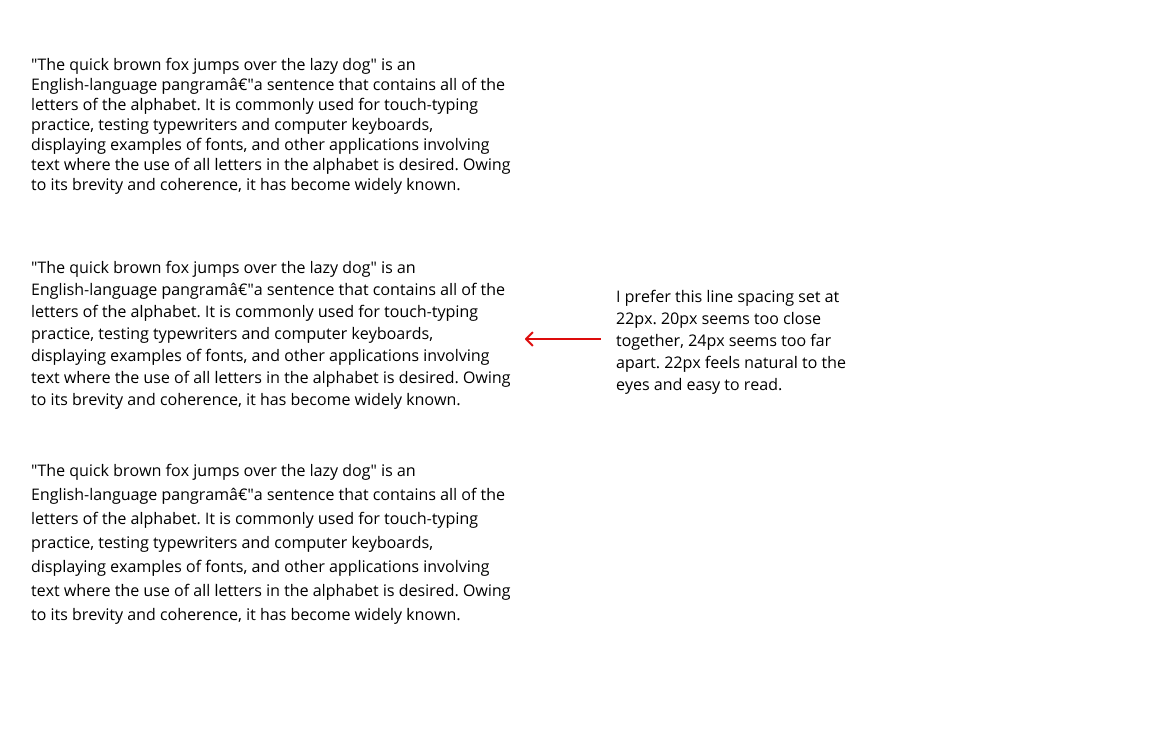 "The quick brown fox jumps over the lazy dog" is an
English-language pangramâ€"a sentence that contains all of the
letters of the alphabet. It is commonly used for touch-typing
practice, testing typewriters and computer keyboards,
displaying examples of fonts, and other applications involving
text where the use of all letters in the alphabet is desired. Owing
to its brevity and coherence, it has become widely known.
"The quick brown fox jumps over the lazy dog" is an
English-language pangramâ€"a sentence that contains all of the
letters of the alphabet. It is commonly used for touch-typing
practice, testing typewriters and computer keyboards,
displaying examples of fonts, and other applications involving
text where the use of all letters in the alphabet is desired. Owing
to its brevity and coherence, it has become widely known.
I prefer this line spacing set at
22px. 20px seems too close
together, 24px seems too far
apart. 22px feels natural to the
eyes and easy to read.
"The quick brown fox jumps over the lazy dog" is an
English-language pangramâ€"a sentence that contains all of the
letters of the alphabet. It is commonly used for touch-typing
practice, testing typewriters and computer keyboards,
displaying examples of fonts, and other applications involving
text where the use of all letters in the alphabet is desired. Owing
to its brevity and coherence, it has become widely known.